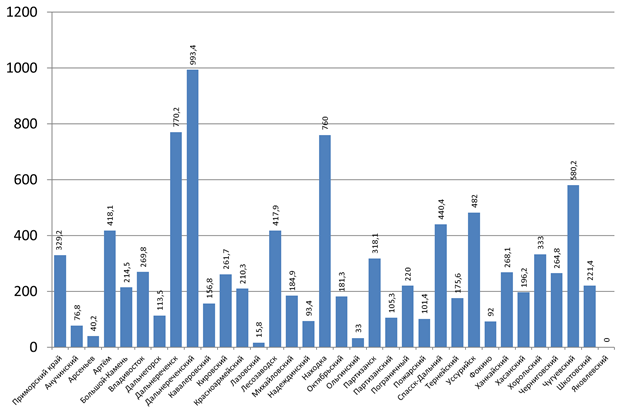 1200
1000
800
600
400
200
0
329,2
76,8
40,2
418,1
214,5
269,8
113,5
770,2
993,4
156,8
261,7
210,3
15,8
417,9
184,9
93,4
760
181,3
33
318,1
105,3
220
101,4
440,4
175,6
482
92
268,1
196,2
333
264,8
580,2
221,4
0
Приморский край
Анучинский
Арсеньев
Артём
Большой-Камень
Владивосток
Дальнегорск
Дальнереченск
Дальнереченский
Кавалеровский
Кировский
Красноармейский
Лазовский
Лесозаводск
Михайловский
Надеждинский
Находка
Октябрьский
Ольгинский
Партизанск
Партизанский
Пограничный
Пожарский
Спасск-Дальний
Тернейский
Уссурийск
Фокино
Ханкайский
Хасанский
Хорольский
Черниговский
Чугуевский
Шкотовский
Яковлевский